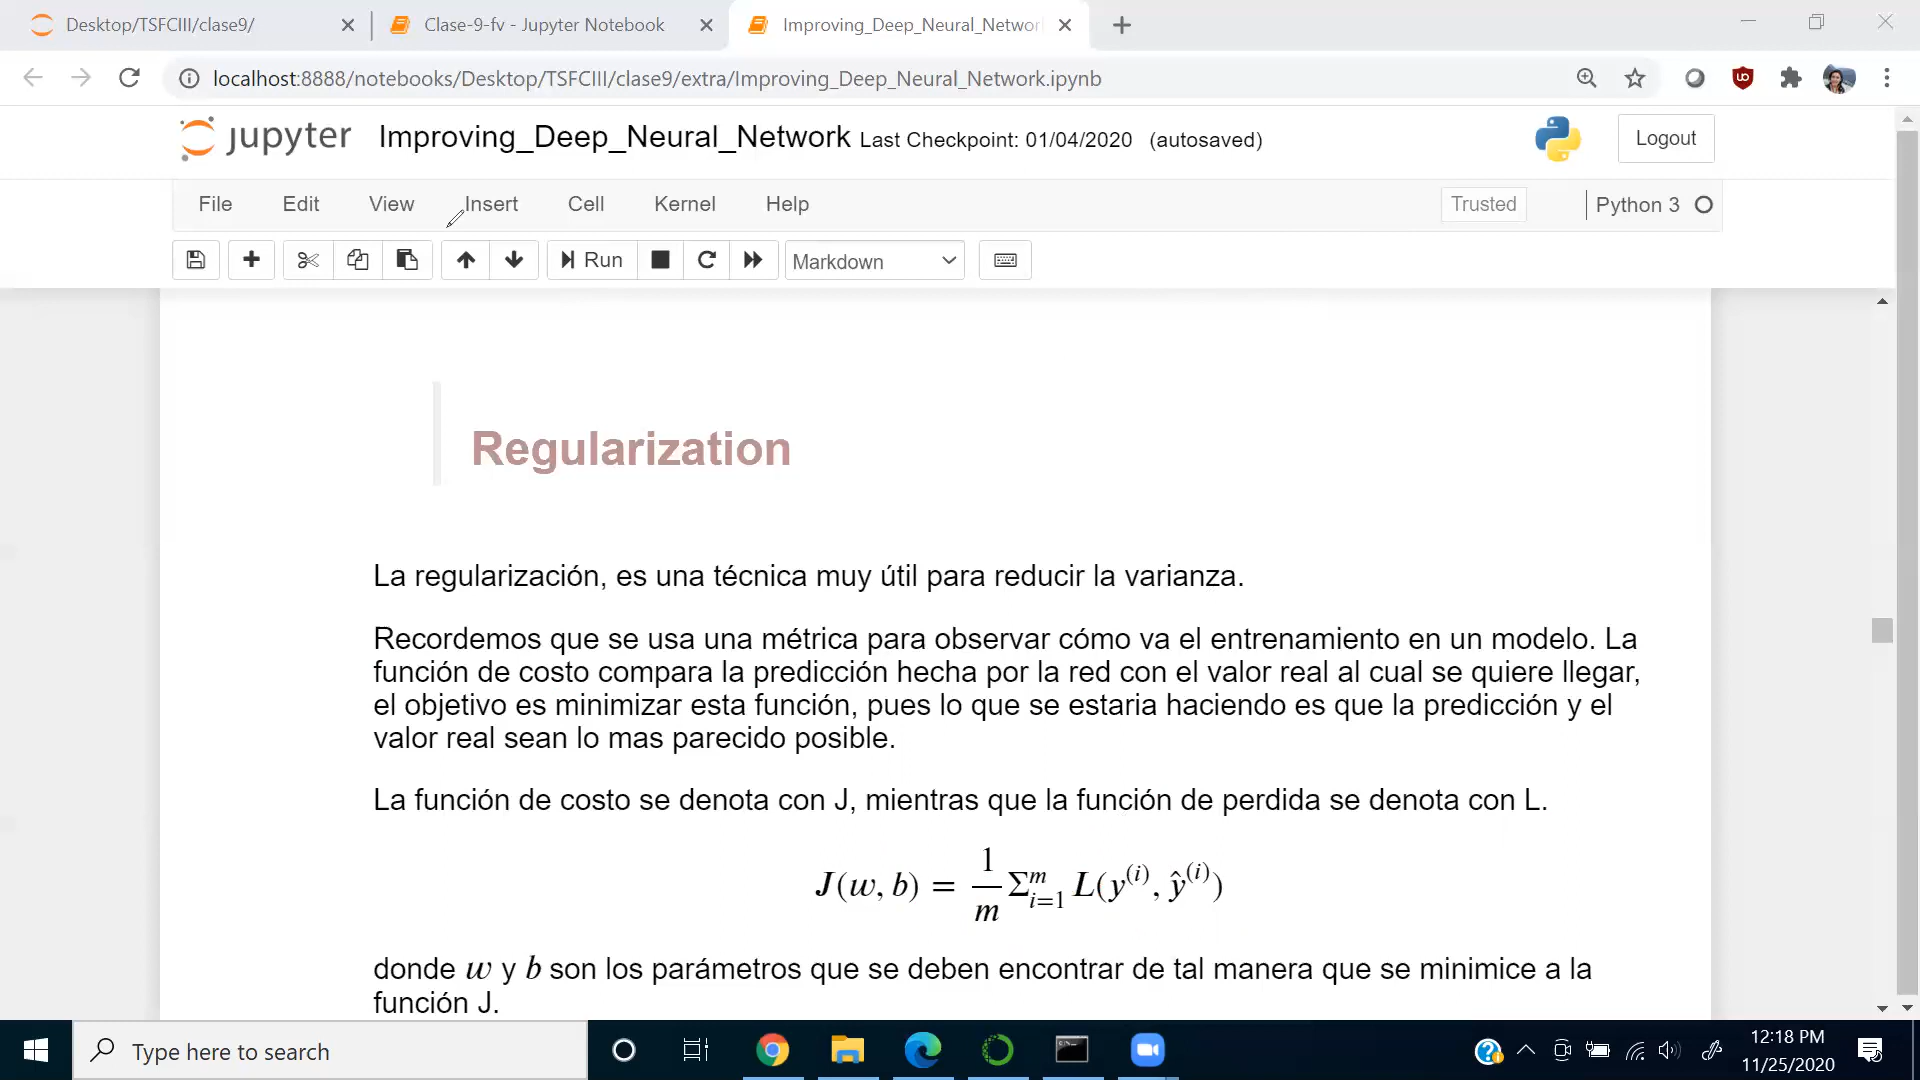 Desktop/TSFCIII/clase9/
Clase-9-fv - Jupyter Notebook
Improving_Deep_Neural_Networ
localhost:8888/notebooks/Desktop/TSFCIII/clase9/extra/Improving_Deep_Neural_Network.ipynb
jupyter Improving_Deep_Neural_Network Last Checkpoint: 01/04/2020 (autosaved)
Logout
File Edit View Insert Cell Kernel Help
Trusted
Python 3
Run
Markdown
Regularization
La regularización, es una técnica muy útil para reducir la varianza.
Recordemos que se usa una métrica para observar cómo va el entrenamiento en un modelo. La
función de costo compara la predicción hecha por la red con el valor real al cual se quiere llegar,
el objetivo es minimizar esta función, pues lo que se estaria haciendo es que la predicción y el
valor real sean lo mas parecido posible.
La función de costo se denota con J, mientras que la función de perdida se denota con L.
J(w, b) = \frac{1}{m} Σ_{i=1}^{m} L(y^{(i)}, ŷ^{(i)})
donde w y b son los parámetros que se deben encontrar de tal manera que se minimice a la
función J.
Type here to search
12:18 PM
11/25/2020